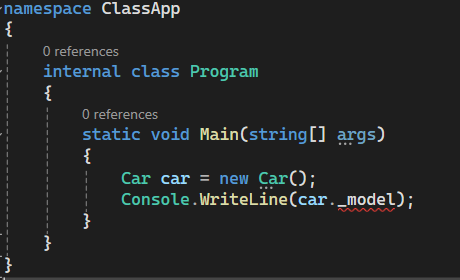 namespace ClassApp
{
0 references
internal class Program
{
0 references
static void Main(string[] args)
{
Car car = new Car();
Console.WriteLine(car._model);
}
}
}